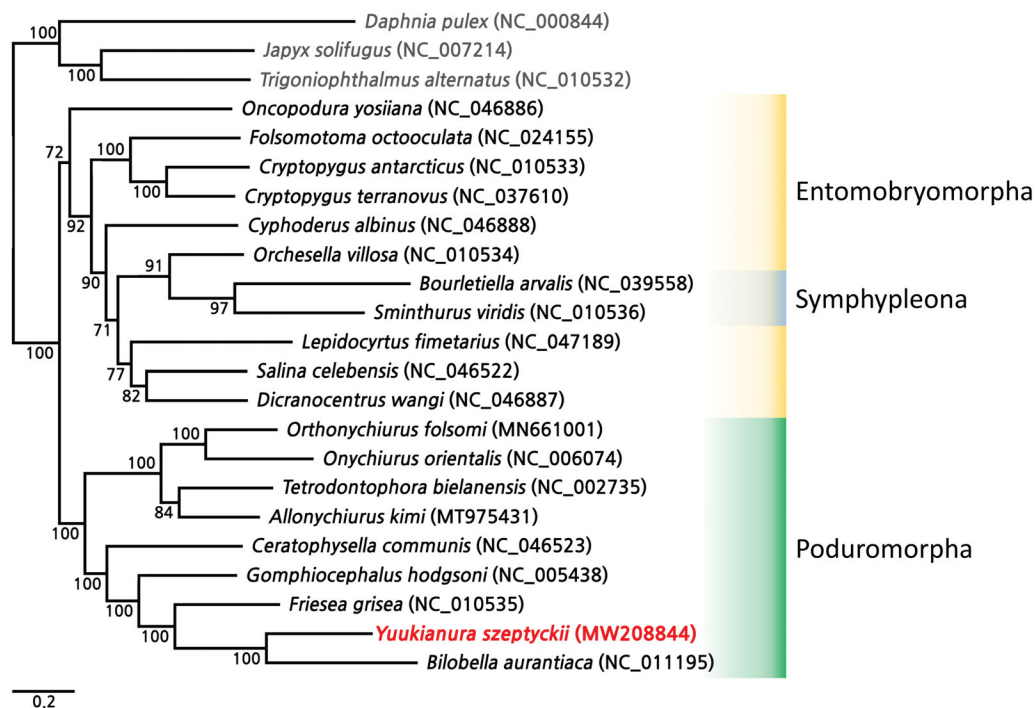 Daphnia pulex (NC_000844)
100
Japyx solifugus (NC_007214)
100
Trigoniophthalmus alternatus (NC_010532)
Oncopodura yosiiana (NC_046886)
Folsomotoma octooculata (NC_024155)
100
72
Cryptopygus antarcticus (NC_010533)
100
Cryptopygus terranovus (NC_037610)
Entomobryomorpha
92
Cyphoderus albinus (NC_046888)
Orchesella villosa (NC_010534)
91
90
Bourletiella arvalis (NC_039558)
Symphypleona
97
Sminthurus viridis (NC_010536)
71
Lepidocyrtus fimetarius (NC_047189)
100
77
Salina celebensis (NC_046522)
82
Dicranocentrus wangi (NC_046887)
Orthonychiurus folsomi (MN661001)
100
Onychiurus orientalis (NC_006074)
100
Tetrodontophora bielanensis (NC_002735)
84
Allonychiurus kimi (MT975431)
100
Ceratophysella communis (NC_046523)
Poduromorpha
100
Gomphiocephalus hodgsoni (NC_005438)
100
Friesea grisea (NC_010535)
100
Yuukianura szeptyckii (MW208844)
100
Bilobella aurantiaca (NC_011195)
0.2